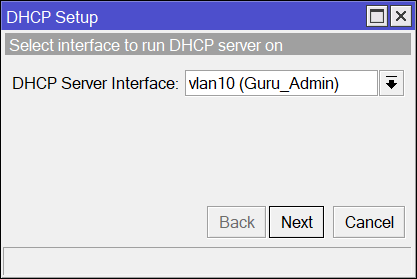 DHCP Setup
Select interface to run DHCP server on
DHCP Server Interface: vlan10 (Guru_Admin)
Back Next Cancel